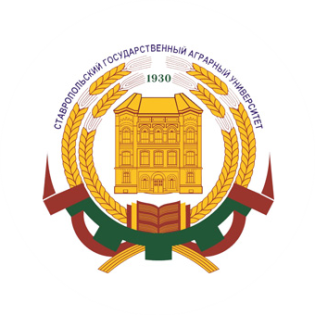 СТАВРОПОЛЬСКИЙ ГОСУДАРСТВЕННЫЙ АГРАРНЫЙ УНИВЕРСИТЕТ
1930